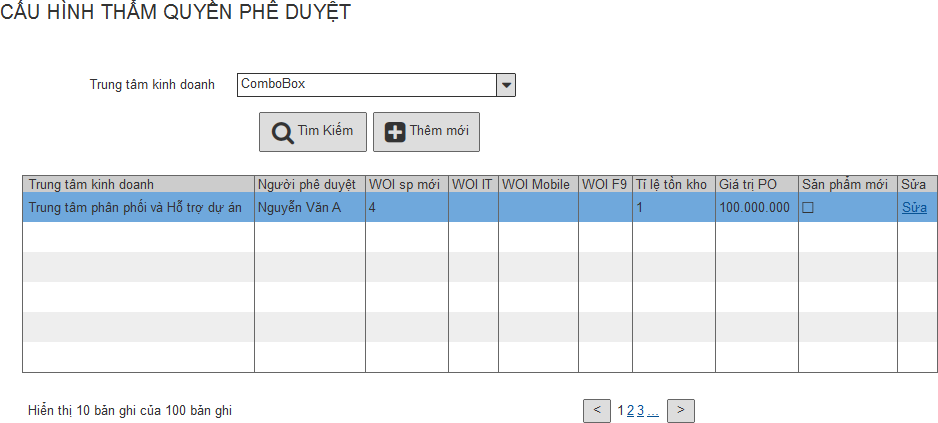 CẤU HÌNH THẨM QUYỀN PHÊ DUYỆT
Trung tâm kinh doanh ComboBox
Tìm Kiếm Thêm mới
Trung tâm kinh doanh Người phê duyệt WOI sp mới WOI IT WOI Mobile WOI F9 Tỉ lệ tồn kho Giá trị PO Sản phẩm mới Sửa
Trung tâm phân phối và Hỗ trợ dự án Nguyễn Văn A 4 1 100.000.000 Sửa
Hiển thị 10 bản ghi của 100 bản ghi < 1 2 3 ... >